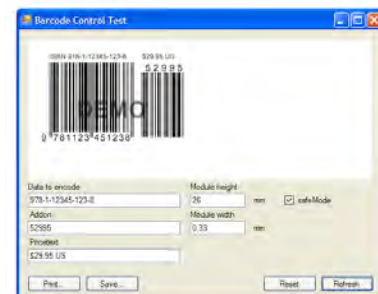 Barcode Control Test
ISBN 978-1-12345-123-8 $29.95 US
52995
DEMO
9 781123 451238
Data to encode Module height
978-1-12345-123-8 26 mm safeMode
Addon Module width
52995 0.33 mm
Pricetext
$29.95 US
Print... Save... Reset Refresh